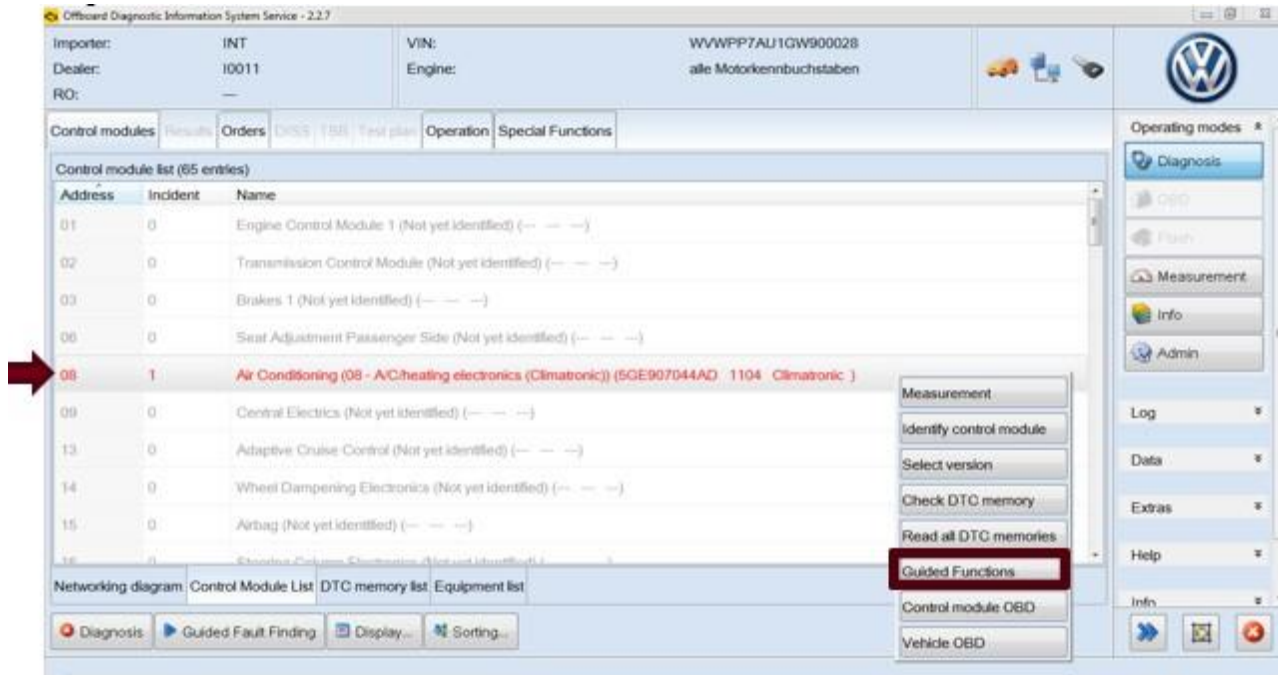 Offboard Diagnostic Information System Service - 2.2.7
Importer: INT VIN: WVWPP7AU1GW900028
Dealer: I0011 Engine: alle Motorkennbuchstaben
RO: —
Control modules Results Orders DISS TSB Test plan Operation Special Functions
Control module list (65 entries)
Address Incident Name
01 0 Engine Control Module 1 (Not yet identified) (--- --- ---)
02 0 Transmission Control Module (Not yet identified) (--- --- ---)
03 0 Brakes 1 (Not yet identified) (--- --- ---)
06 0 Seat Adjustment Passenger Side (Not yet identified) (--- --- ---)
08 1 Air Conditioning (08 - A/C/heating electronics (Climatronic)) (5GE907044AD 1104 Climatronic )
09 0 Central Electrics (Not yet identified) (--- --- ---)
13 0 Adaptive Cruise Control (Not yet identified) (--- --- ---)
14 0 Wheel Dampening Electronics (Not yet identified) (--- --- ---)
15 0 Airbag (Not yet identified) (--- --- ---)
16 0 Steering Column Electronics (Not yet identified) (
Measurement
Identify control module
Select version
Check DTC memory
Read all DTC memories
Guided Functions
Control module OBD
Vehicle OBD
Networking diagram Control Module List DTC memory list Equipment list
Diagnosis Guided Fault Finding Display... Sorting...
Operating modes
Diagnosis
OBD
Flash
Measurement
Info
Admin
Log
Data
Extras
Help
Info